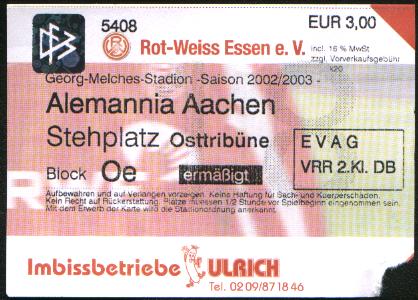 5408
EUR 3,00
Rot-Weiss Essen e. V.
incl. 16 % MwSt
zzgl. Vorverkaufsgebühr
Georg-Melches-Stadion -Saison 2002/2003 -
Alemannia Aachen
Stehplatz Osttribüne
EVAG
VRR 2.Kl. DB
Block Oe ermäßigt
Aufbewahren und auf Verlangen vorzeigen. Keine Haftung für Sach- und Körperschäden.
Kein Recht auf Rückerstattung. Plätze müssen 1/2 Stunde vor Spielbeginn eingenommen sein.
Mit dem Erwerb der Karte wird die Stadionordnung anerkannt.
Imbissbetriebe ULRICH
Tel. 02 09/87 18 46